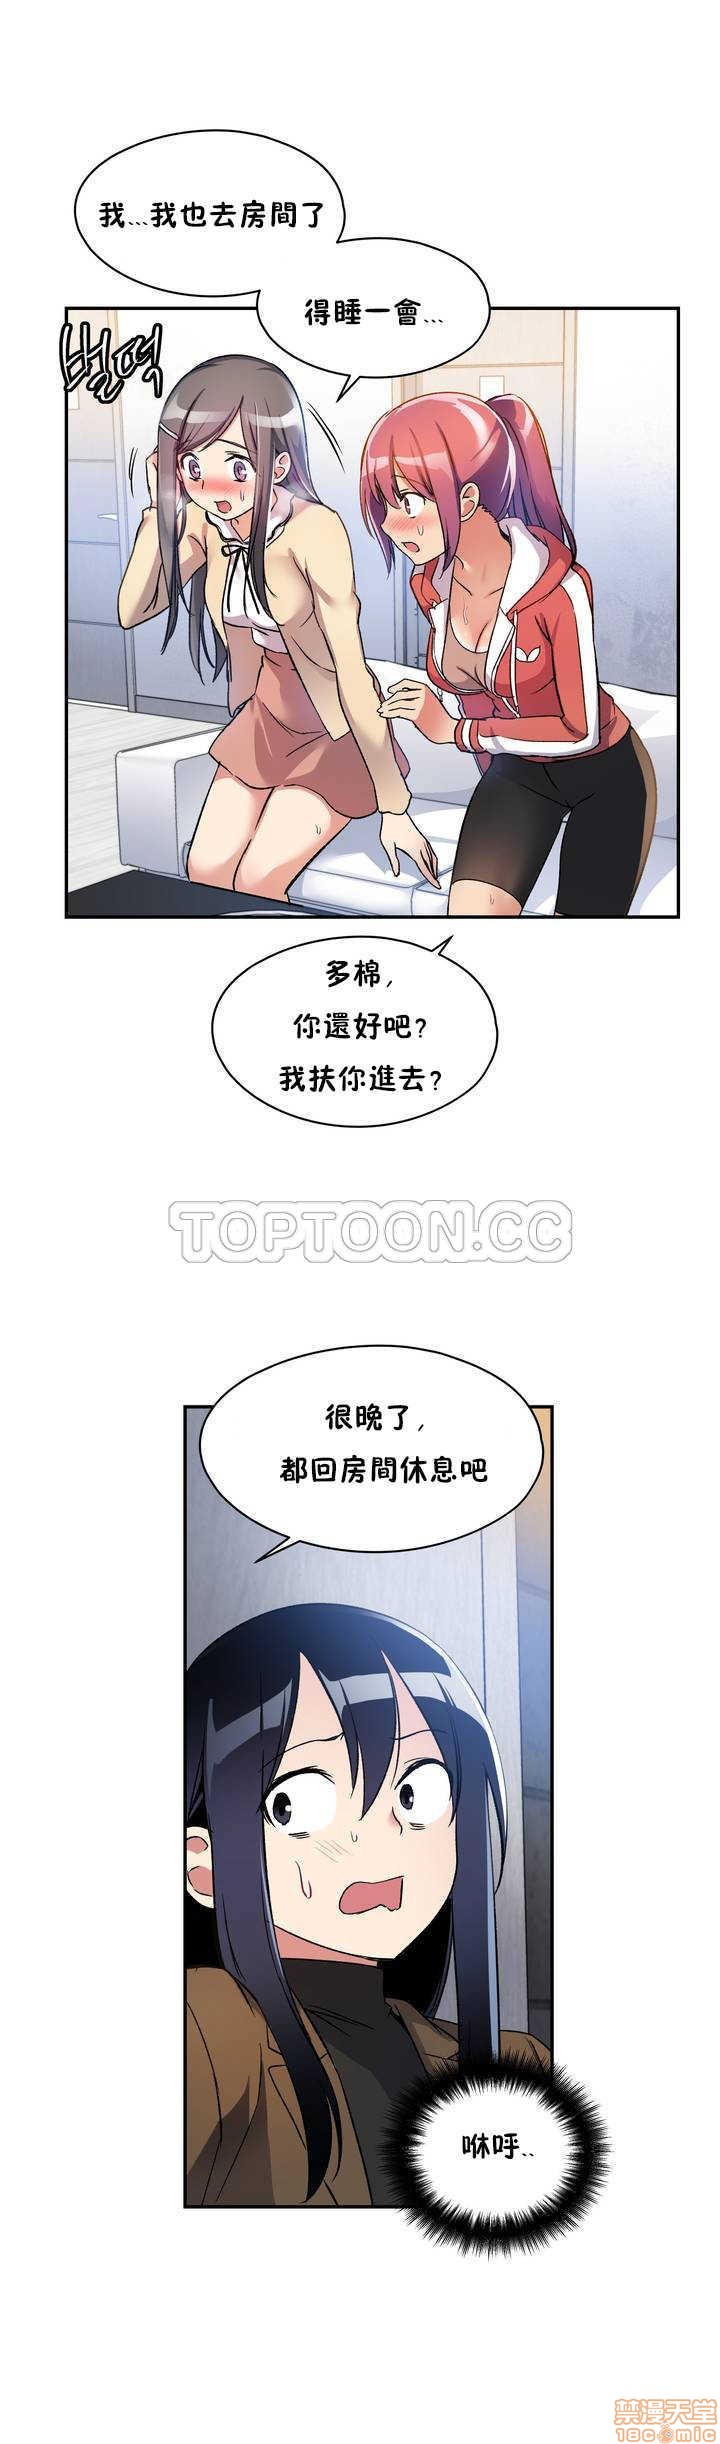 我...我也去房間了
得睡一會...
벌떡
多棉,
你還好吧?
我扶你進去?
TOPTOON.CC
很晚了,
都回房間休息吧
咻呼..
禁漫天堂
18comic